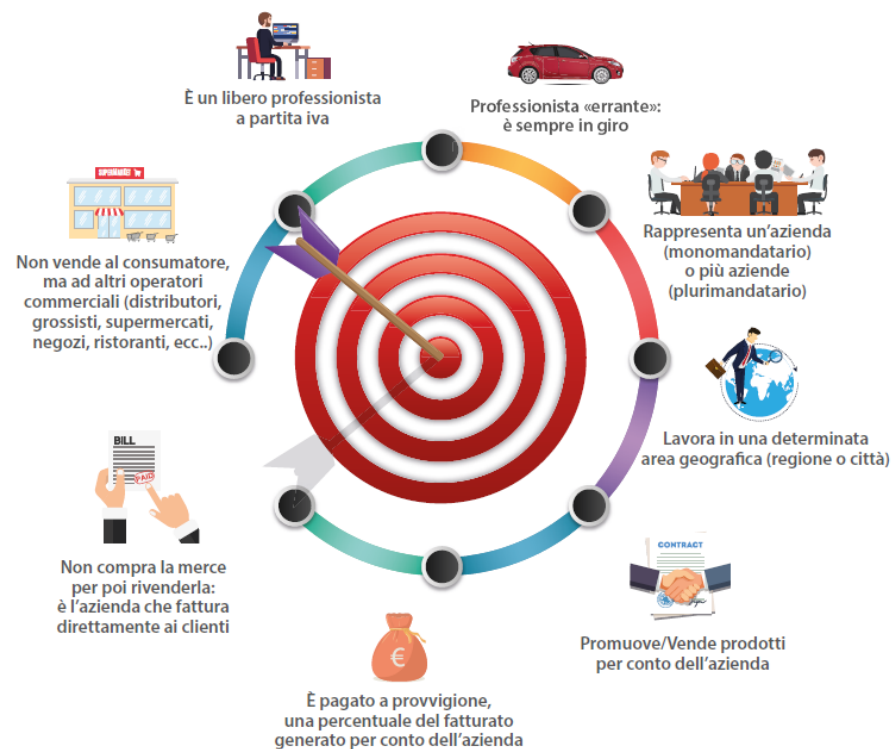 È un libero professionista
a partita iva
Professionista «errante»:
è sempre in giro
Rappresenta un’azienda
(monomandatario)
o più aziende
(plurimandatario)
Lavora in una determinata
area geografica (regione o città)
CONTRACT
Promuove/Vende prodotti
per conto dell’azienda
€
È pagato a provvigione,
una percentuale del fatturato
generato per conto dell’azienda
BILL
PAID
Non compra la merce
per poi rivenderla:
è l’azienda che fattura
direttamente ai clienti
SUPERMARKET
Non vende al consumatore,
ma ad altri operatori
commerciali (distributori,
grossisti, supermercati,
negozi, ristoranti, ecc..)